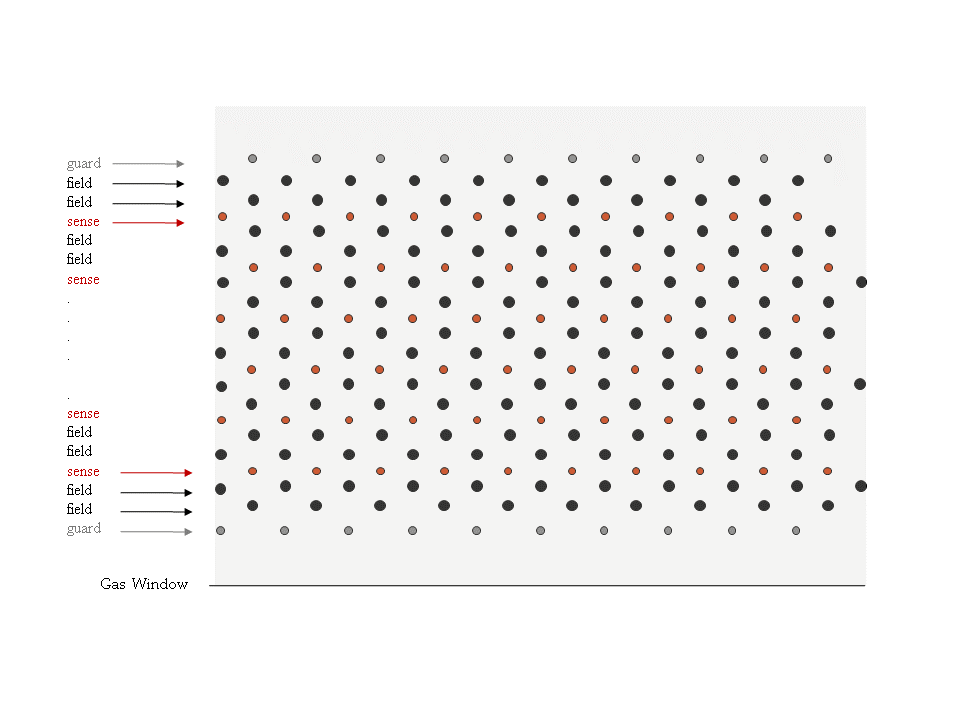 guard
field
field
sense
field
field
sense
.
.
.
.
.
sense
field
field
sense
field
field
guard
Gas Window